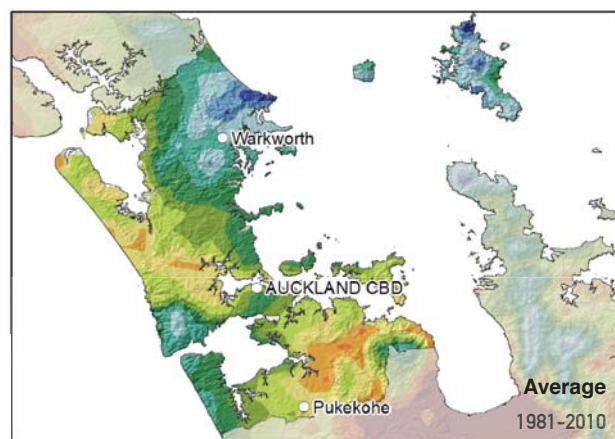 Warkworth
AUCKLAND CBD
Pukekohe
Average
1981-2010